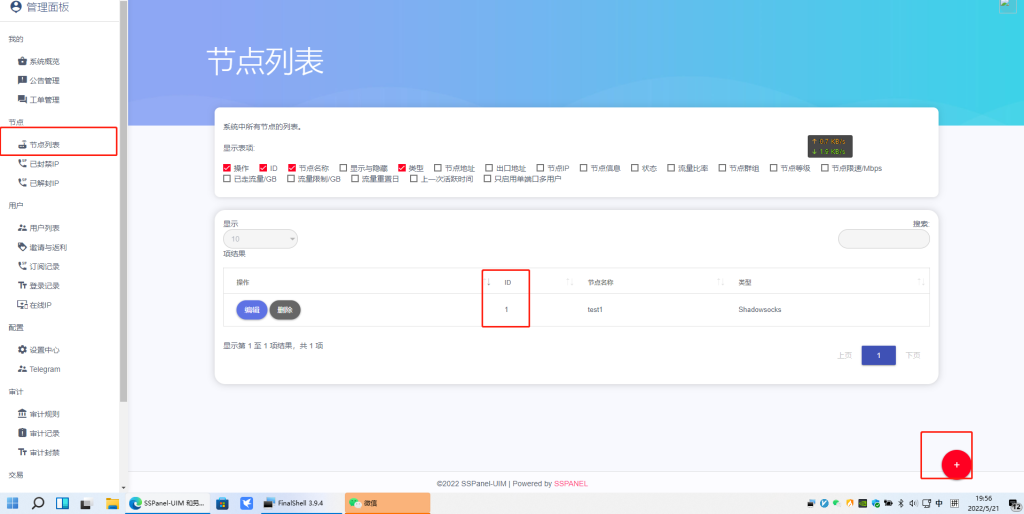 管理面板
我的
系统概览
公告管理
工单管理
节点
节点列表
已封禁IP
已解封IP
用户
用户列表
邀请与返利
订阅记录
登录记录
在线IP
配置
设置中心
Telegram
审计
审计规则
审计记录
审计封禁
交易
节点列表
系统中所有节点的列表。
显示表项:
操作 ID 节点名称 显示与隐藏 类型 节点地址 出口地址 节点IP 节点信息 状态 流量比率 节点群组 节点等级 节点限速/Mbps
已走流量/GB 流量限制/GB 流量重置日 上一次活跃时间 只启用单端口多用户
↑ 0.7 KB/s
↓ 1.9 KB/s
显示
10
项结果
搜索:
操作 ID 节点名称 类型
编辑 删除 1 test1 Shadowsocks
显示第 1 至 1 项结果，共 1 项
上页 1 下页
+
©2022 SSPanel-UIM | Powered by SSPANEL
SSPanel-UIM 和另...
FinalShell 3.9.4
微信
中
拼
19:56
2022/5/21